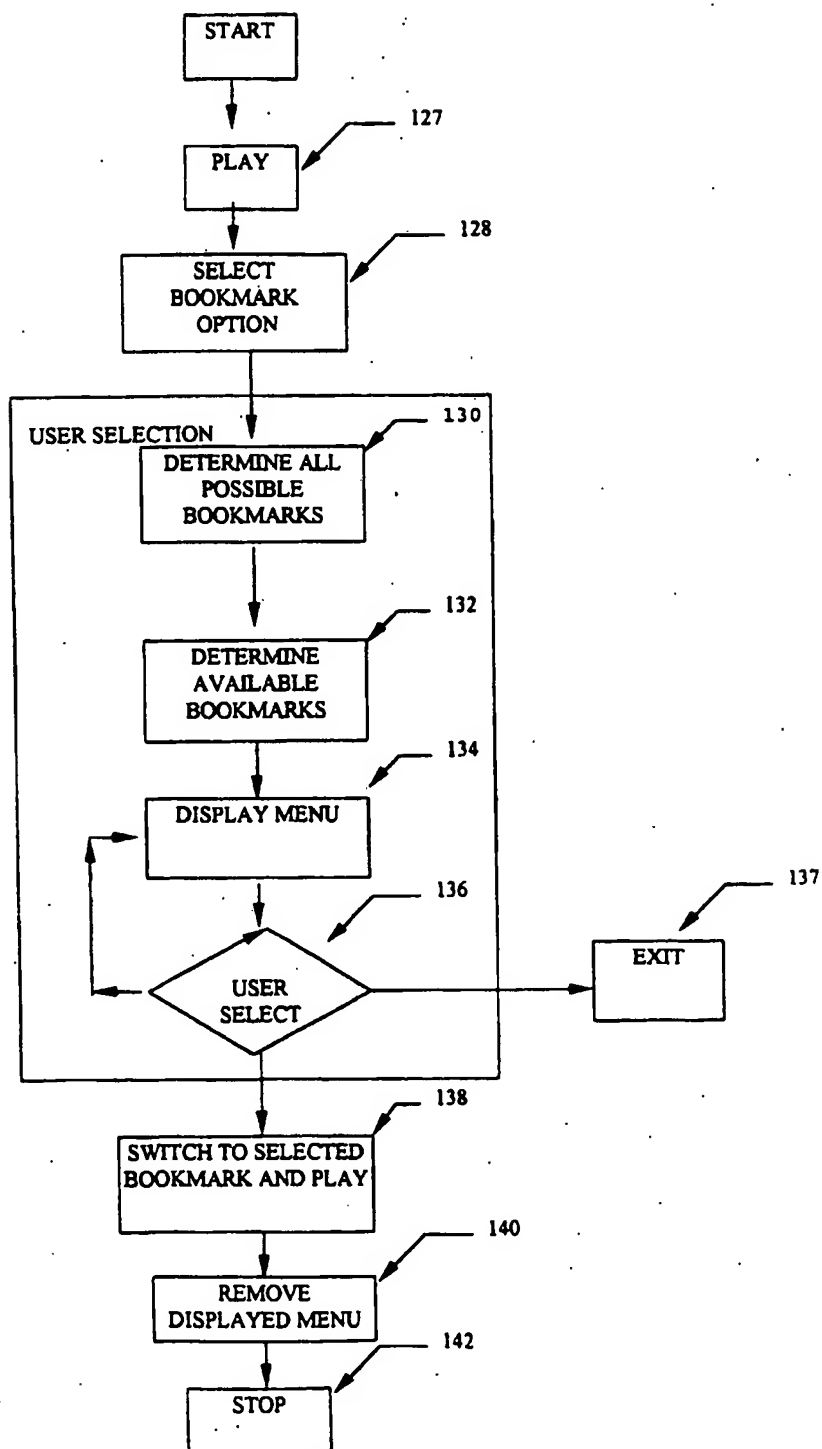 START
127
PLAY
128
SELECT
BOOKMARK
OPTION
130
USER SELECTION
DETERMINE ALL
POSSIBLE
BOOKMARKS
132
DETERMINE
AVAILABLE
BOOKMARKS
134
DISPLAY MENU
136
137
EXIT
USER
SELECT
138
SWITCH TO SELECTED
BOOKMARK AND PLAY
140
REMOVE
DISPLAYED MENU
142
STOP